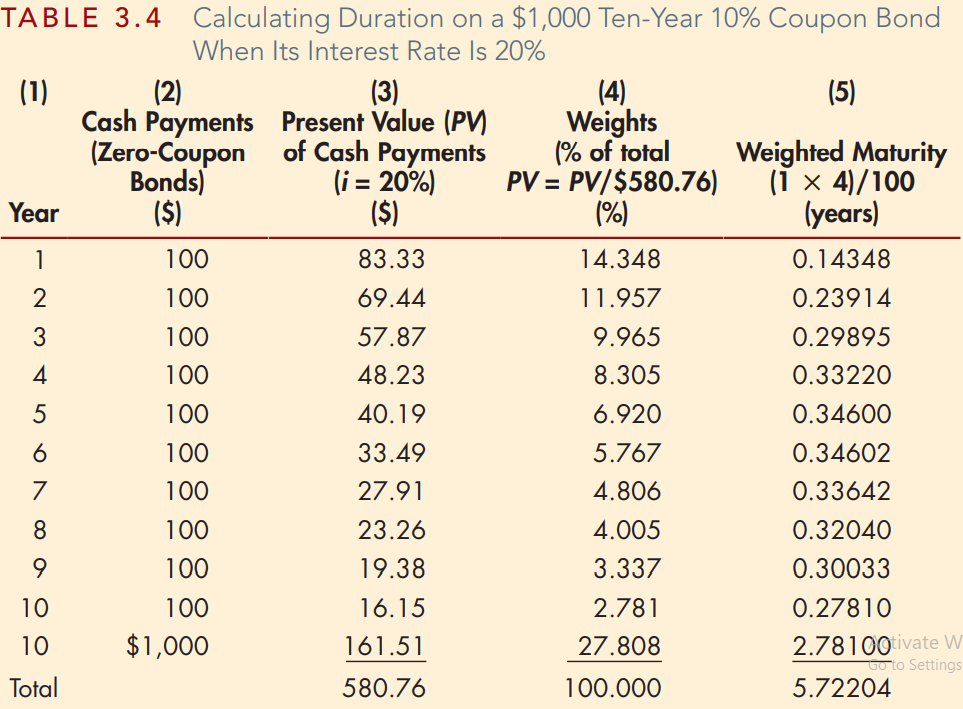 TABLE 3.4 Calculating Duration on a $1,000 Ten-Year 10% Coupon Bond
When Its Interest Rate Is 20%
(1) (2) (3) (4) (5)
Cash Payments Present Value (PV) Weights
(Zero-Coupon of Cash Payments (% of total Weighted Maturity
Bonds) (i = 20%) PV = PV/$580.76) (1 × 4)/100
Year ($) ($) (%) (years)
1 100 83.33 14.348 0.14348
2 100 69.44 11.957 0.23914
3 100 57.87 9.965 0.29895
4 100 48.23 8.305 0.33220
5 100 40.19 6.920 0.34600
6 100 33.49 5.767 0.34602
7 100 27.91 4.806 0.33642
8 100 23.26 4.005 0.32040
9 100 19.38 3.337 0.30033
10 100 16.15 2.781 0.27810
10 $1,000 161.51 27.808 2.78100
Activate W
Go to Settings
Total 580.76 100.000 5.72204